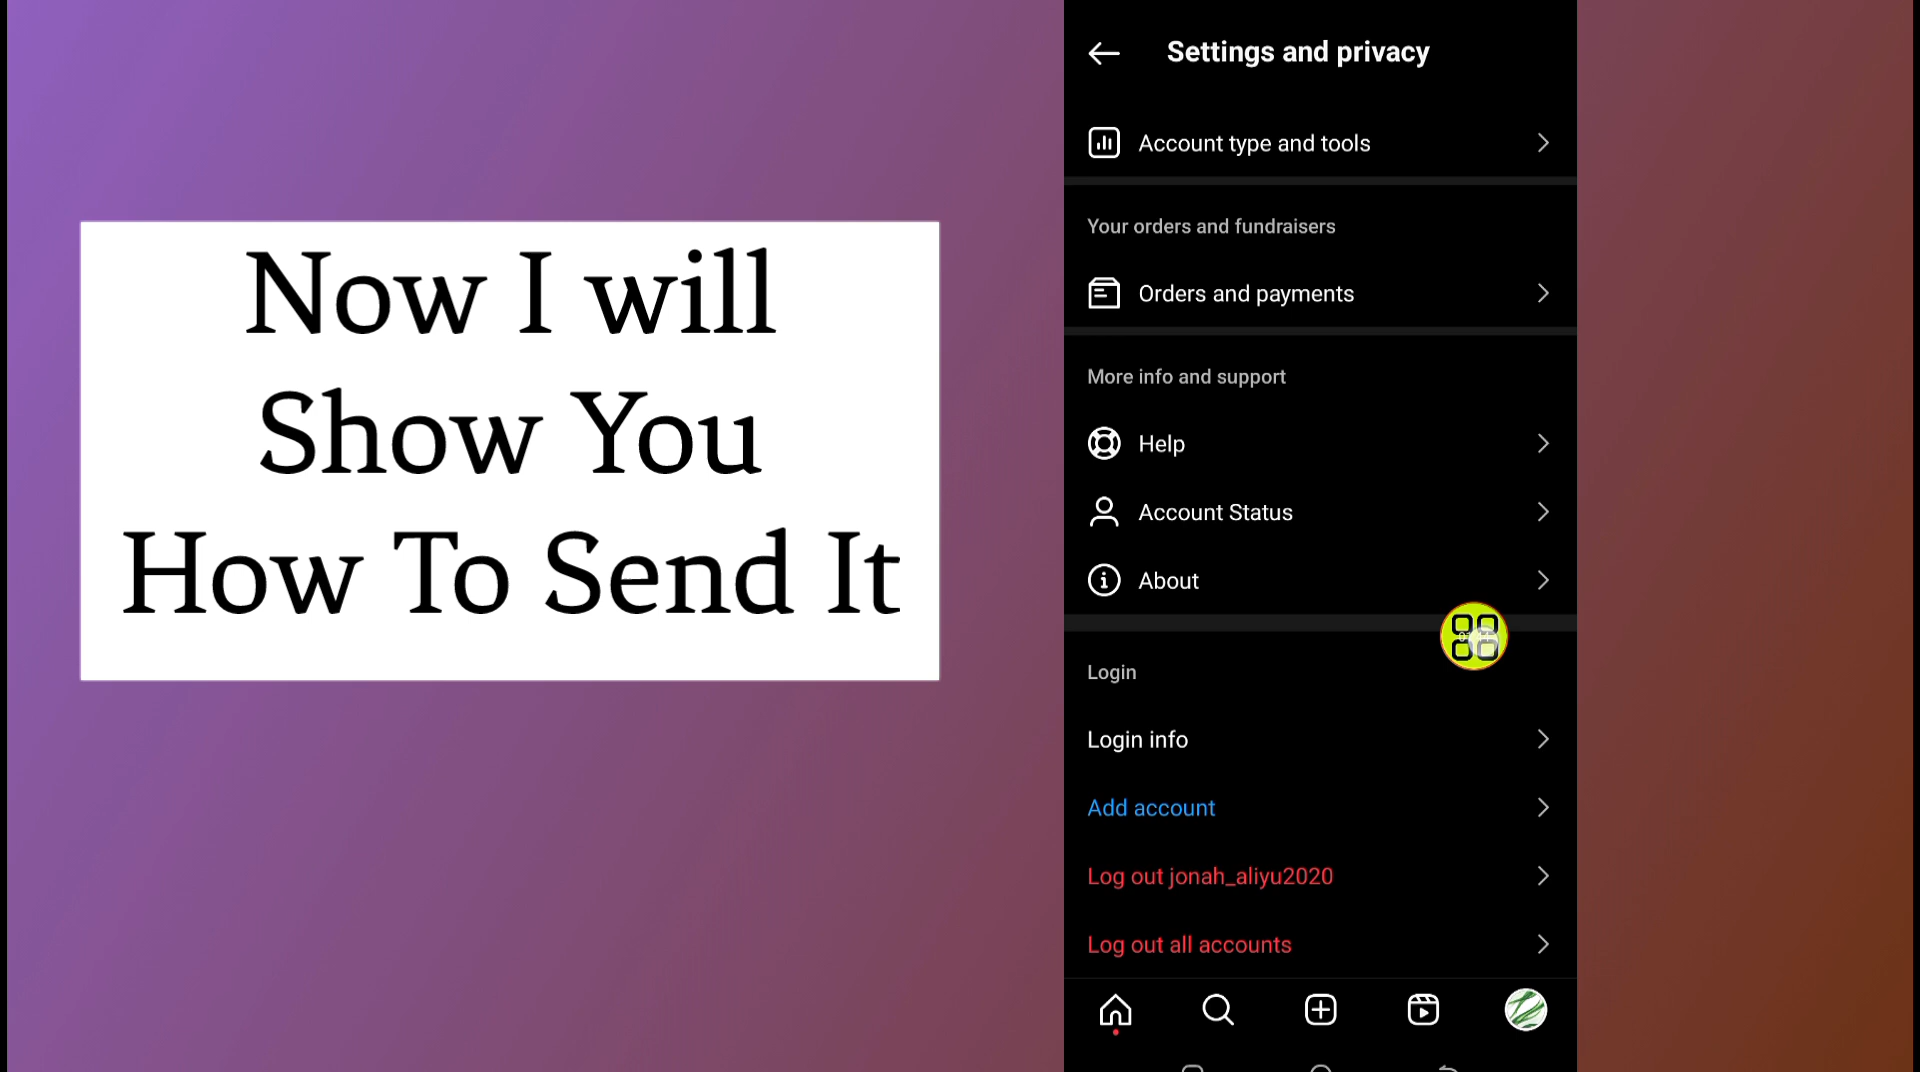 Now I will
Show You
How To Send It
Settings and privacy
Account type and tools
Your orders and fundraisers
Orders and payments
More info and support
Help
Account Status
About
Login
Login info
Add account
Log out jonah_aliyu2020
Log out all accounts